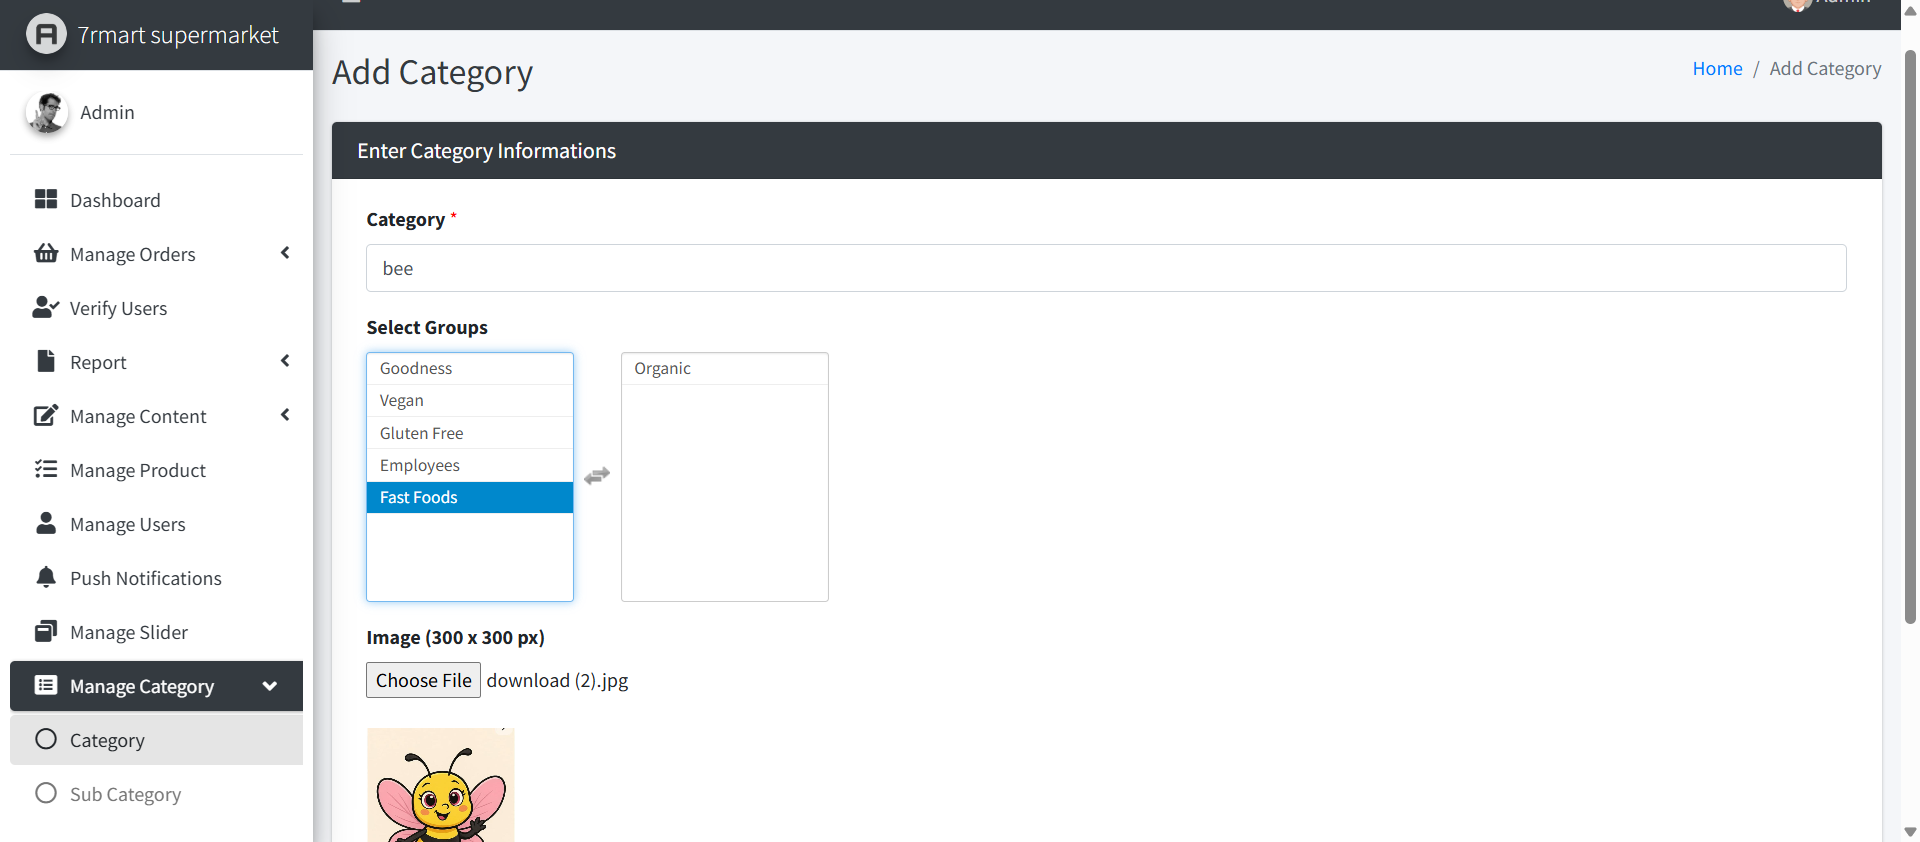 7rmart supermarket
Admin
Admin
Add Category
Home / Add Category
Dashboard
Manage Orders
Verify Users
Report
Manage Content
Manage Product
Manage Users
Push Notifications
Manage Slider
Manage Category
Category
Sub Category
Enter Category Informations
Category *
bee
Select Groups
Goodness
Vegan
Gluten Free
Employees
Fast Foods
Organic
Image (300 x 300 px)
Choose File download (2).jpg